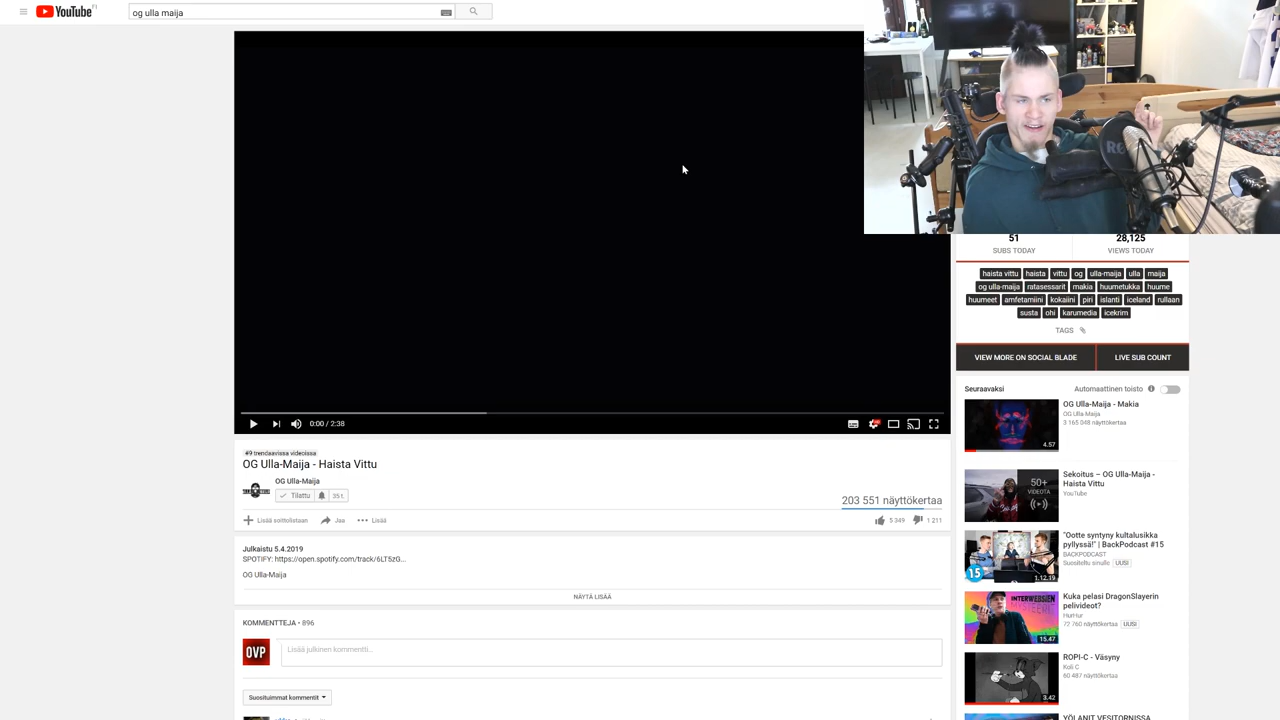 YouTube FI
og ulla maija
51
28,125
SUBS TODAY
VIEWS TODAY
haista vittu haista vittu og ulla-maija ulla maija
og ulla-maija ratasessarit makia huumetukka huume
huumeet amfetamiini kokaiini piri islanti iceland rullaan
susta ohi karumedia icekrim
TAGS
VIEW MORE ON SOCIAL BLADE
LIVE SUB COUNT
0:00 / 2:38
#9 trendaavissa videoissa
OG Ulla-Maija - Haista Vittu
OG Ulla-Maija
Tilattu
35 t.
203 551 näyttökertaa
Lisää soittolistaan
Jaa
Lisää
5 349
1 211
Julkaistu 5.4.2019
SPOTIFY: https://open.spotify.com/track/6LT5zG...
OG Ulla-Maija
NÄYTÄ LISÄÄ
KOMMENTTEJA • 896
OVP
Lisää julkinen kommentti...
Suosituimmat kommentit
Seuraavaksi
Automaattinen toisto
OG Ulla-Maija - Makia
OG Ulla-Maija
3 165 048 näyttökertaa
4.57
Sekoitus – OG Ulla-Maija -
Haista Vittu
YouTube
50+
VIDEOTA
"Ootte syntyny kultalusikka
pyllyssä!" | BackPodcast #15
BACKPODCAST
Suositeltu sinulle UUSI
15
1.12.19
Kuka pelasi DragonSlayerin
pelivideot?
HurHur
72 760 näyttökertaa UUSI
INTERWEBSIEN
MYSTEERIT
15.47
ROPI-C - Väsyny
Koli C
60 487 näyttökertaa
3.42
YÖLANIT VESITORNISSA